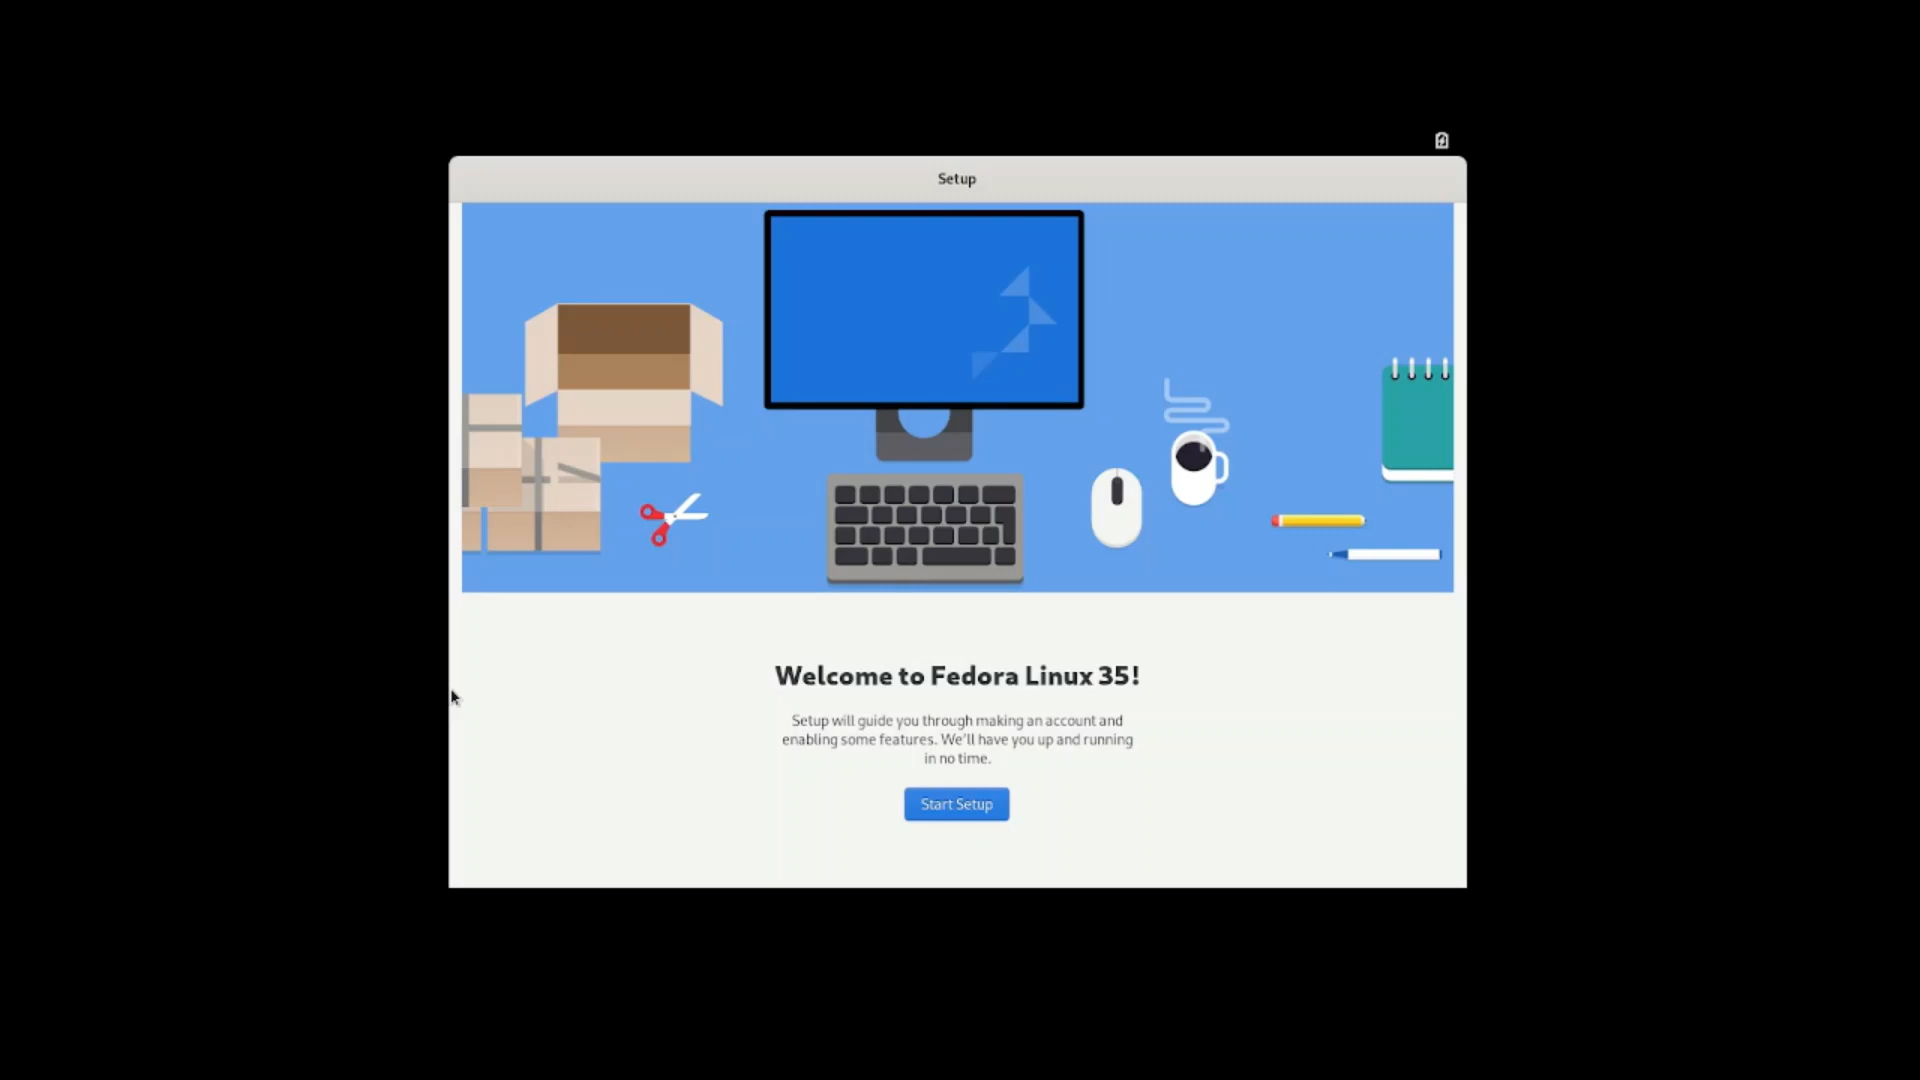 Setup
Welcome to Fedora Linux 35!
Setup will guide you through making an account and
enabling some features. We'll have you up and running
in no time.
Start Setup